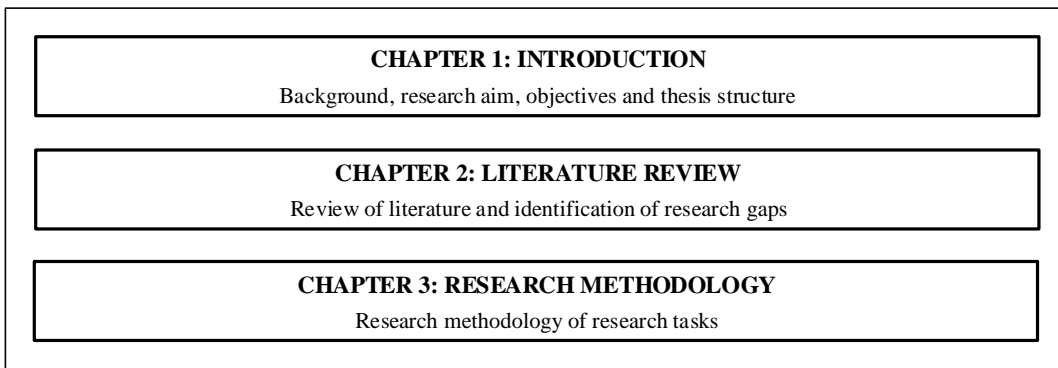 CHAPTER 1: INTRODUCTION
Background, research aim, objectives and thesis structure
CHAPTER 2: LITERATURE REVIEW
Review of literature and identification of research gaps
CHAPTER 3: RESEARCH METHODOLOGY
Research methodology of research tasks